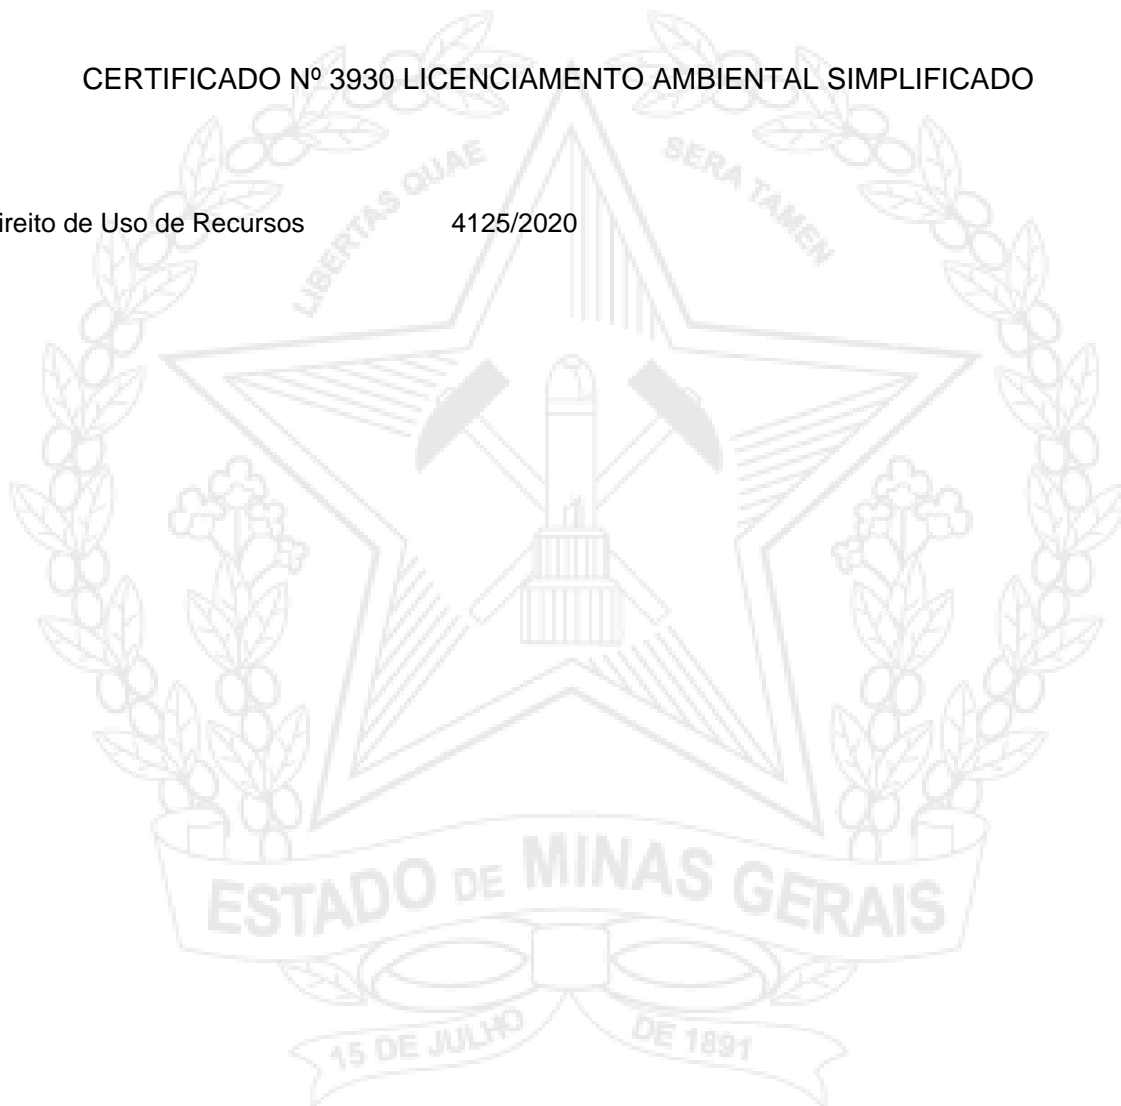 CERTIFICADO Nº 3930 LICENCIAMENTO AMBIENTAL SIMPLIFICADO
LIBERTAS QUAE SERA TAMEN
ireito de Uso de Recursos 4125/2020
ESTADO DE MINAS GERAIS
15 DE JULHO DE 1891